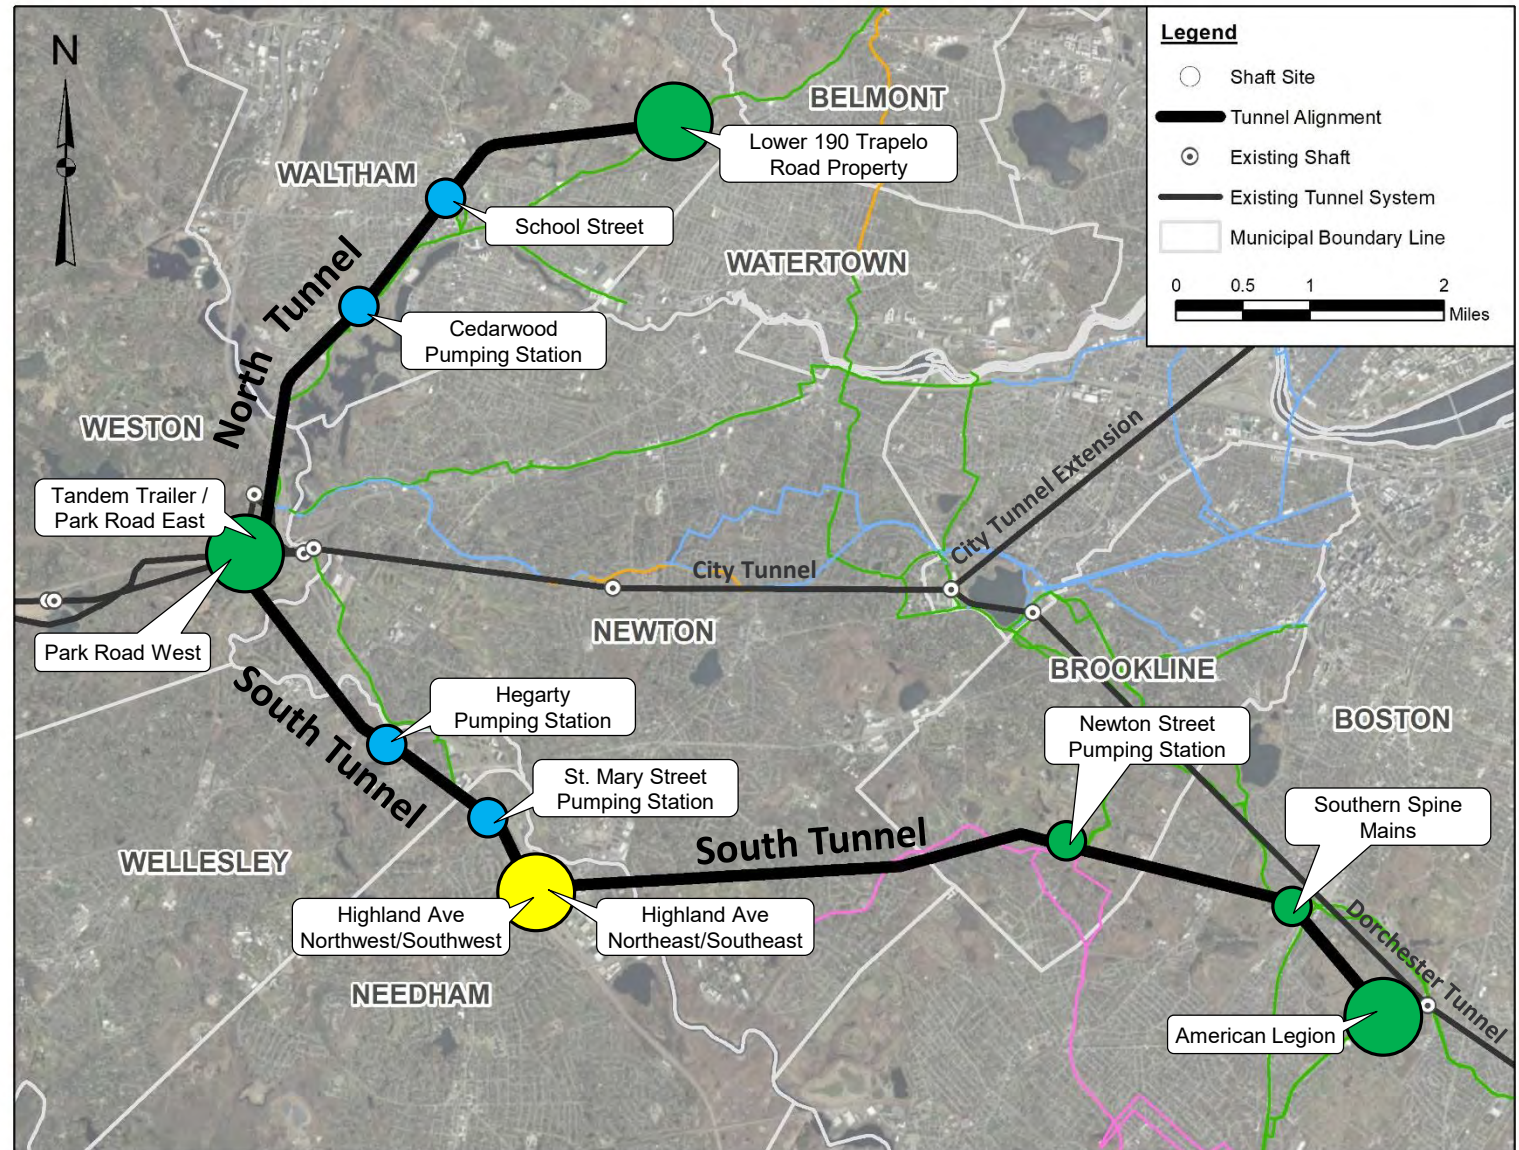 N
Legend
Shaft Site
Tunnel Alignment
Existing Shaft
Existing Tunnel System
Municipal Boundary Line
0 0.5 1 2
Miles
BELMONT
Lower 190 Trapelo
Road Property
WALTHAM
School Street
WATERTOWN
North Tunnel
Cedarwood
Pumping Station
WESTON
Tandem Trailer /
Park Road East
City Tunnel Extension
City Tunnel
Park Road West
NEWTON
BROOKLINE
South Tunnel
Hegarty
Pumping Station
BOSTON
Newton Street
Pumping Station
St. Mary Street
Pumping Station
Southern Spine
Mains
WELLESLEY
South Tunnel
Highland Ave
Northwest/Southwest
Highland Ave
Northeast/Southeast
Dorchester Tunnel
NEEDHAM
American Legion